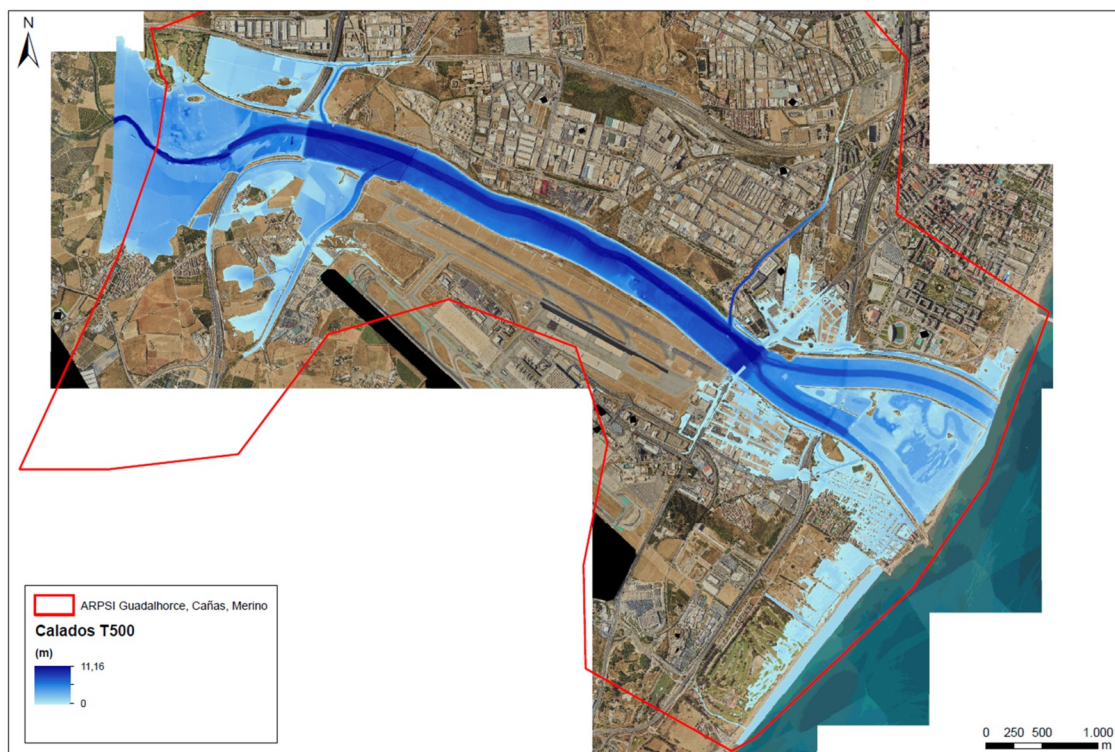 N
ARPSI Guadalhorce, Cañas, Merino
Calados T500
(m)
11,16
0
0 250 500 1.000
m